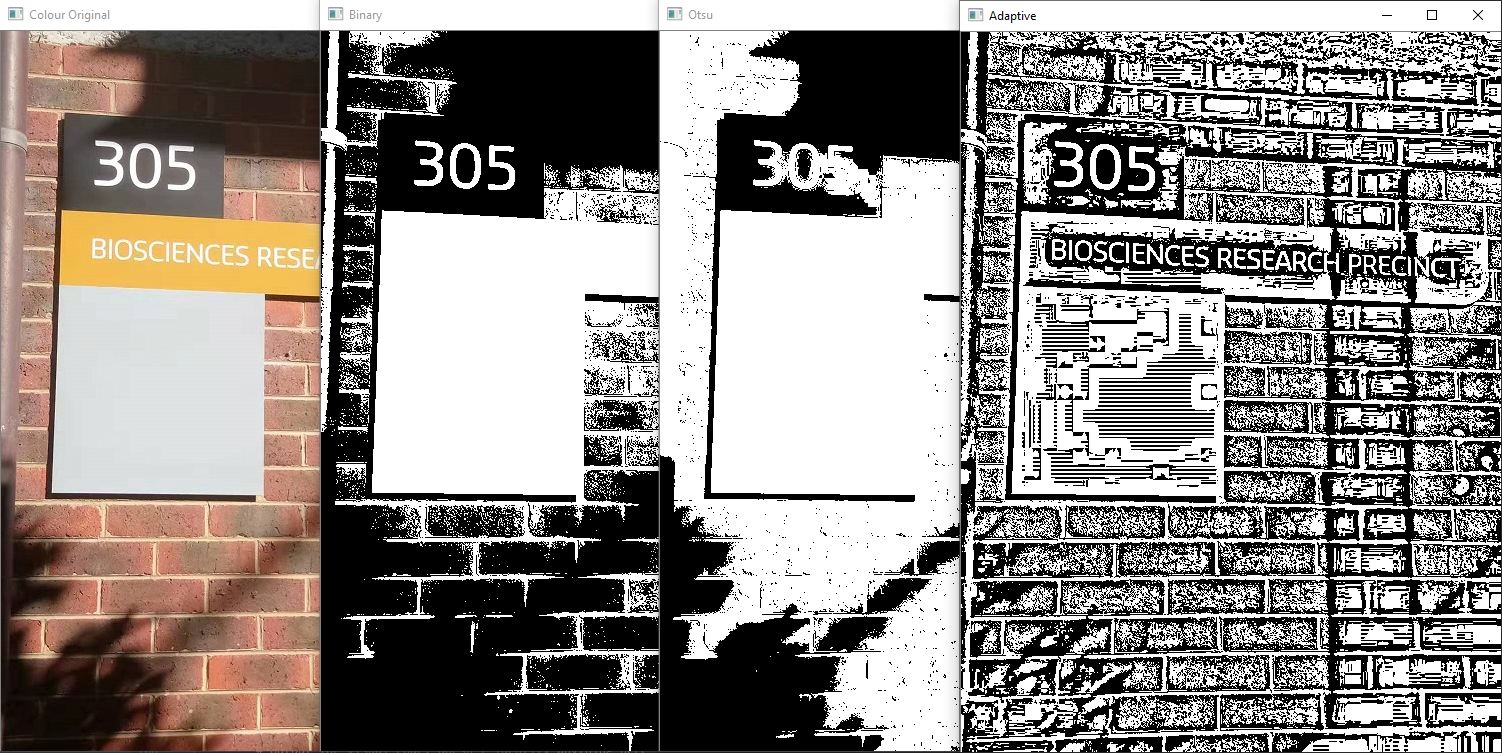 Colour Original
Binary
Otsu
Adaptive
305
BIOSCIENCES RESEA
305
305
305
BIOSCIENCES RESEARCH PRECINCT